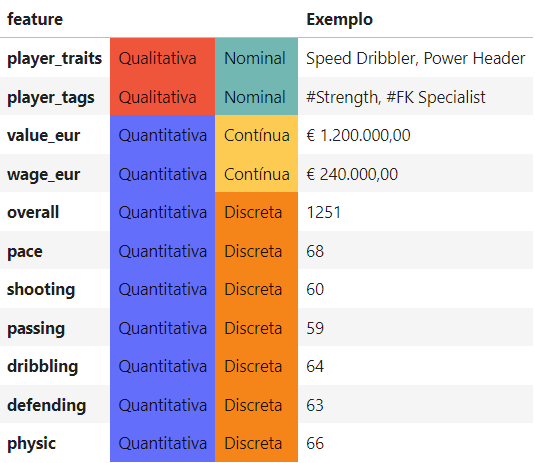 feature Exemplo
player_traits Qualitativa Nominal Speed Dribbler, Power Header
player_tags Qualitativa Nominal #Strength, #FK Specialist
value_eur Quantitativa Contínua € 1.200.000,00
wage_eur Quantitativa Contínua € 240.000,00
overall Quantitativa Discreta 1251
pace Quantitativa Discreta 68
shooting Quantitativa Discreta 60
passing Quantitativa Discreta 59
dribbling Quantitativa Discreta 64
defending Quantitativa Discreta 63
physic Quantitativa Discreta 66